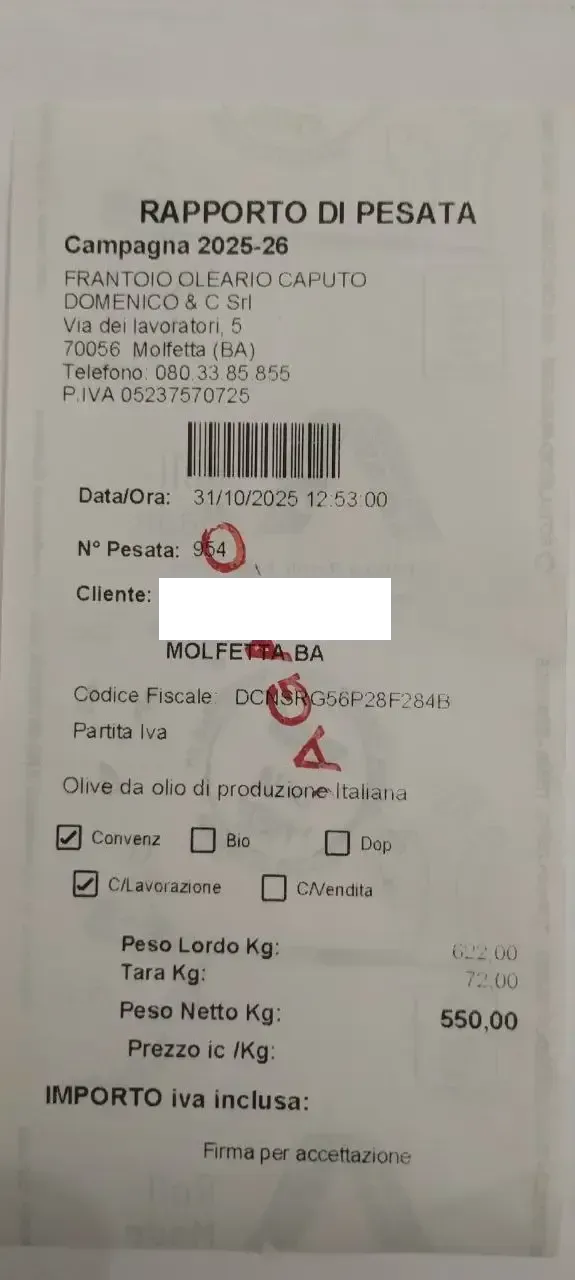 RAPPORTO DI PESATA
Campagna 2025-26
FRANTOIO OLEARIO CAPUTO
DOMENICO & C Srl
Via dei lavoratori, 5
70056 Molfetta (BA)
Telefono: 080.33.85.855
P.IVA 05237570725
Data/Ora: 31/10/2025 12:53:00
N° Pesata: 954
Cliente:
MOLFETTA BA
Codice Fiscale: DCNSRG56P28F284B
Partita Iva
Olive da olio di produzione Italiana
Convenz Bio Dop
C/Lavorazione C/Vendita
Peso Lordo Kg: 622,00
Tara Kg: 72,00
Peso Netto Kg: 550,00
Prezzo ic /Kg:
IMPORTO iva inclusa:
Firma per accettazione